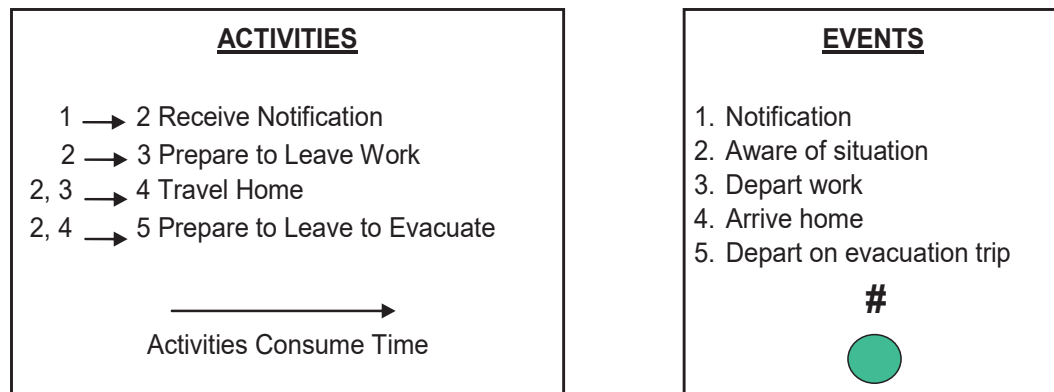 ACTIVITIES
1 → 2 Receive Notification
2 → 3 Prepare to Leave Work
2, 3 → 4 Travel Home
2, 4 → 5 Prepare to Leave to Evacuate
Activities Consume Time
EVENTS
1. Notification
2. Aware of situation
3. Depart work
4. Arrive home
5. Depart on evacuation trip
#